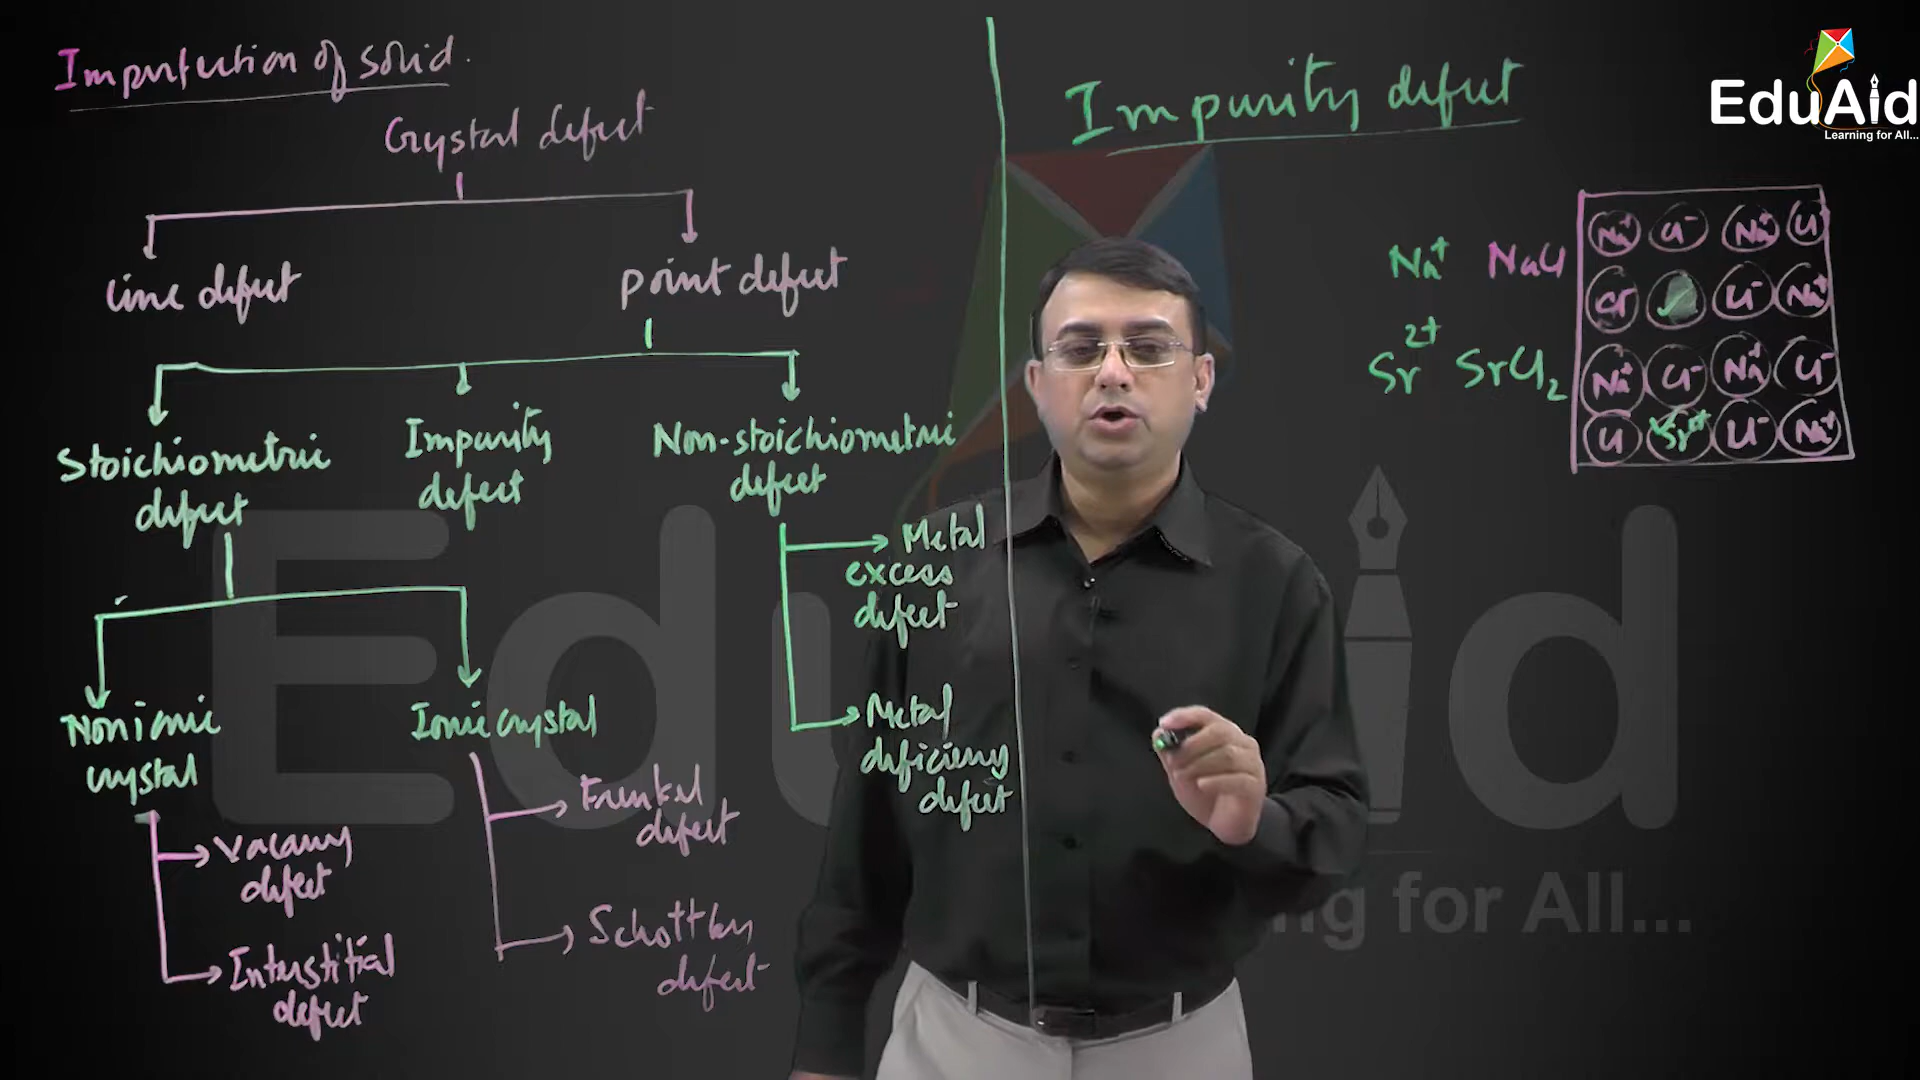 Imperfection of solid.
Crystal defect
Line defect
point defect
Stoichiometric
defect
Impurity
defect
Non-stoichiometric
defect
Metal
excess
defect
Metal
deficiency
defect
Nonionic
crystal
Ionic crystal
Vacancy
defect
Interstitial
defect
Frenkel
defect
Schottky
defect
Impurity defect
Na⁺ NaCl
Sr²⁺ SrCl₂
Na⁺ Cl⁻ Na⁺ Cl
Cl⁻ Cl⁻ Na⁺
Na⁺ Cl⁻ Na⁺ Cl⁻
Cl Sr²⁺ Cl⁻ Na⁺
EduAid
Learning for All...
Edu id
ng for All...